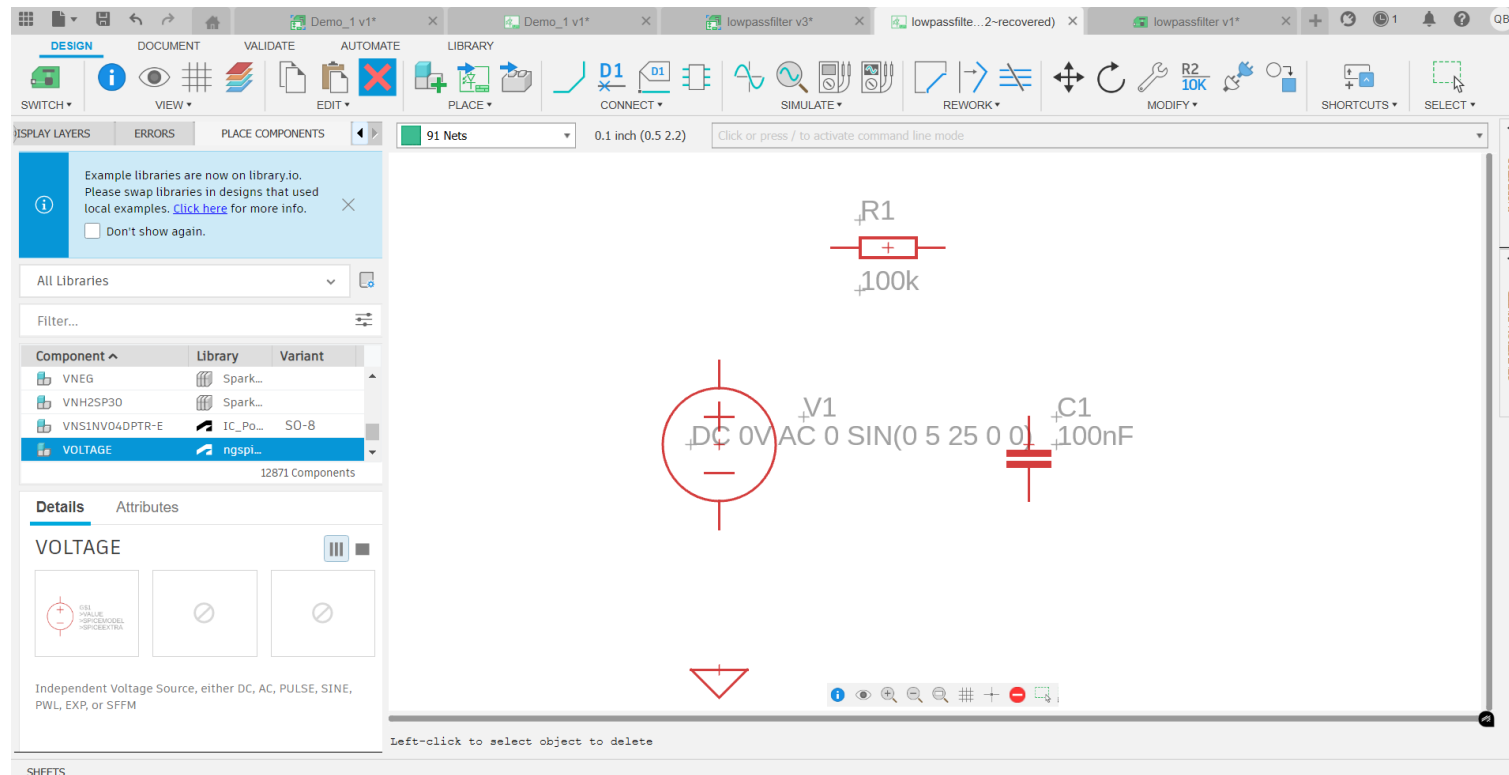 Demo_1 v1*
Demo_1 v1*
lowpassfilter v3*
lowpassfilte...2~recovered)
lowpassfilter v1*
1
QB
DESIGN DOCUMENT VALIDATE AUTOMATE LIBRARY
D1 D1 R2 10K
SWITCH VIEW EDIT PLACE CONNECT SIMULATE REWORK MODIFY SHORTCUTS SELECT
DISPLAY LAYERS ERRORS PLACE COMPONENTS
91 Nets
0.1 inch (0.5 2.2)
Click or press / to activate command line mode
Example libraries are now on library.io.
Please swap libraries in designs that used
local examples. Click here for more info.
Don't show again.
All Libraries
Filter...
Component Library Variant
VNEG Spark...
VNH2SP30 Spark...
VNS1NV04DPTR-E IC_Po... SO-8
VOLTAGE ngspi...
12871 Components
Details Attributes
VOLTAGE
>VALUE
>SPICEMODEL
>SPICEEXTRA
Independent Voltage Source, either DC, AC, PULSE, SINE,
PWL, EXP, or SFFM
R1
100k
V1
DC 0V AC 0 SIN(0 5 25 0 0)
C1
100nF
Left-click to select object to delete
SHEETS